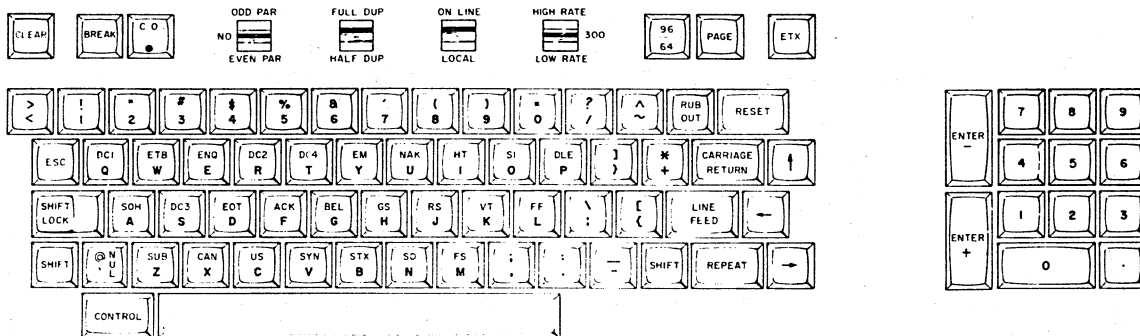 ODD PAR FULL DUP ON LINE HIGH RATE
CLEAR BREAK C O NO 300 96 64 PAGE ETX
EVEN PAR HALF DUP LOCAL LOW RATE
> < ! 1 " 2 # 3 $ 4 % 5 & 6 ' 7 ( 8 ) 9 = 0 ? / ^ ~ RUB OUT RESET 7 8 9
ESC DC1 Q ETB W ENQ E DC2 R DC4 T EM Y NAK U HT I SI O DLE P ] } * + CARRIAGE RETURN ↑ ENTER - 4 5 6
SHIFT LOCK SOH A DC3 S EOT D ACK F BEL G GS H RS J VT K FF L \ ¦ [ { LINE FEED ← 1 2 3
SHIFT @ ` NUL SUB Z CAN X US C SYN V STX B SO N FS M ; , : . — – SHIFT REPEAT → ENTER + 0 .
CONTROL